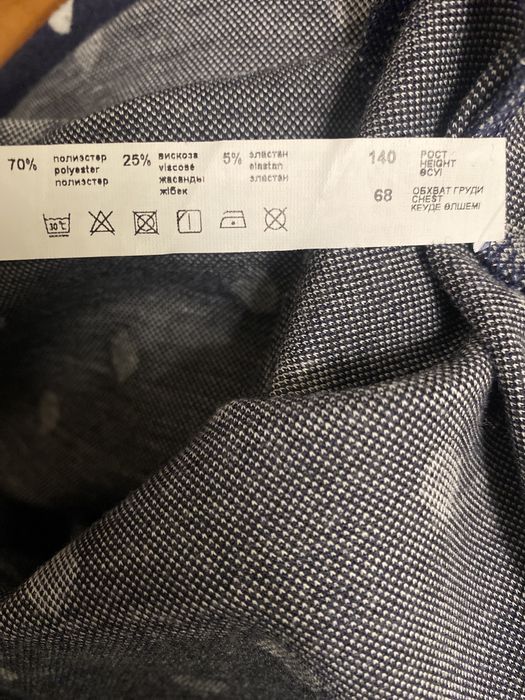 70% полиэстер polyester полиэстер
25% вискоза viscose жасанды жібек
5% эластан elastan эластан
140 РОСТ HEIGHT ӨСУІ
68 ОБХВАТ ГРУДИ CHEST КЕУДЕ ӨЛШЕМІ
30°C